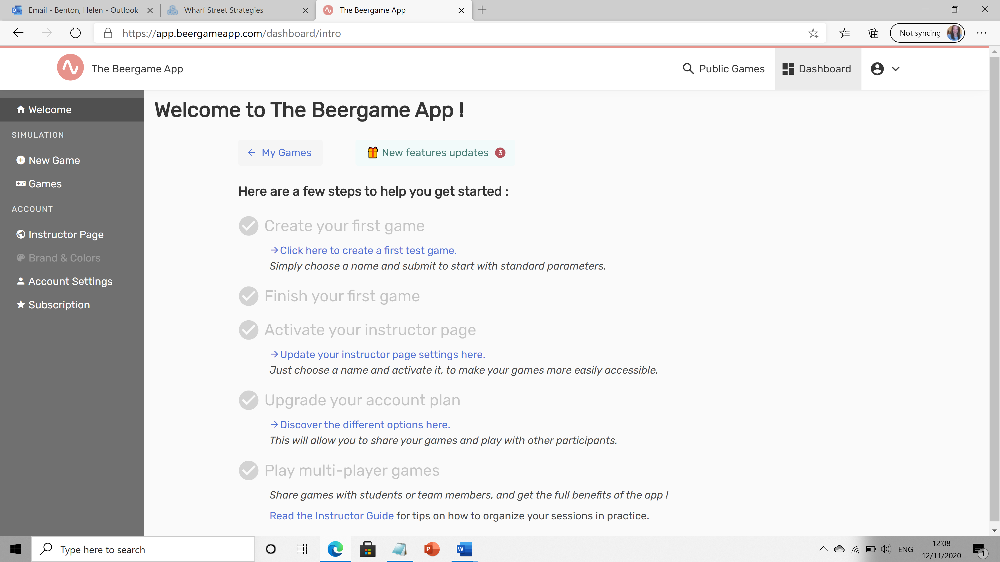 Email - Benton, Helen - Outlook
Wharf Street Strategies
The Beergame App
https://app.beergameapp.com/dashboard/intro
Not syncing
The Beergame App
Public Games
Dashboard
Welcome
SIMULATION
New Game
Games
ACCOUNT
Instructor Page
Brand & Colors
Account Settings
Subscription
Welcome to The Beergame App !
My Games
New features updates 3
Here are a few steps to help you get started :
Create your first game
Click here to create a first test game.
Simply choose a name and submit to start with standard parameters.
Finish your first game
Activate your instructor page
Update your instructor page settings here.
Just choose a name and activate it, to make your games more easily accessible.
Upgrade your account plan
Discover the different options here.
This will allow you to share your games and play with other participants.
Play multi-player games
Share games with students or team members, and get the full benefits of the app !
Read the Instructor Guide for tips on how to organize your sessions in practice.
Type here to search
P
W
ENG
12:08
12/11/2020
1